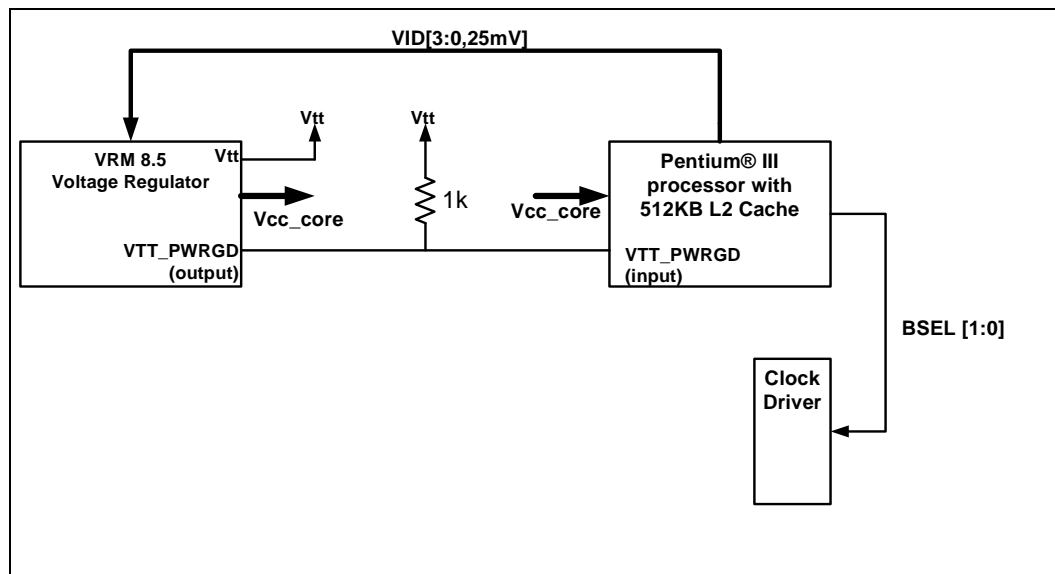 VID[3:0,25mV]
Vtt
Vtt
VRM 8.5
Voltage Regulator
Vtt
Vcc_core
VTT_PWRGD
(output)
1k
Vcc_core
Pentium® III
processor with
512KB L2 Cache
VTT_PWRGD
(input)
BSEL [1:0]
Clock
Driver